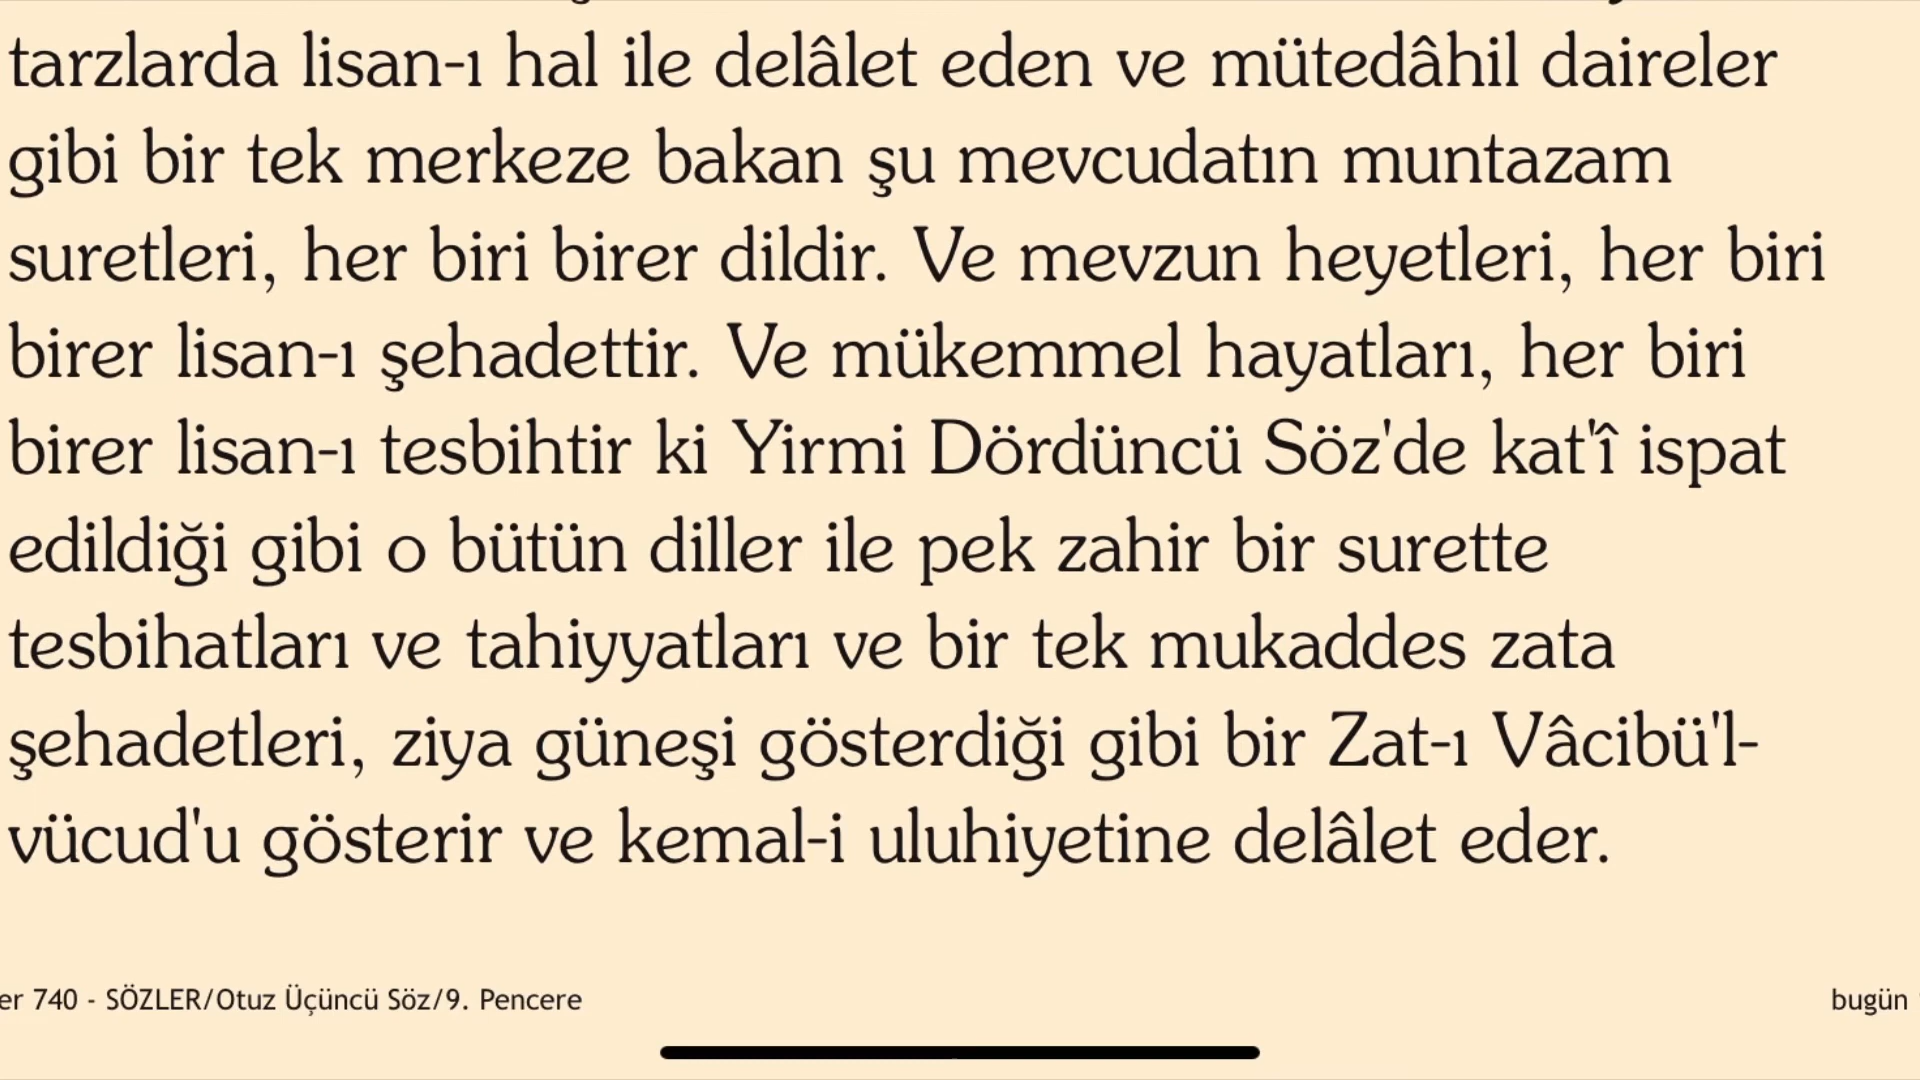 tarzlarda lisan-ı hal ile delâlet eden ve mütedâhil daireler
gibi bir tek merkeze bakan şu mevcudatın muntazam
suretleri, her biri birer dildir. Ve mevzun heyetleri, her biri
birer lisan-ı şehadettir. Ve mükemmel hayatları, her biri
birer lisan-ı tesbihtir ki Yirmi Dördüncü Söz'de kat'î ispat
edildiği gibi o bütün diller ile pek zahir bir surette
tesbihatları ve tahiyyatları ve bir tek mukaddes zata
şehadetleri, ziya güneşi gösterdiği gibi bir Zat-ı Vâcibü'l-
vücud'u gösterir ve kemal-i uluhiyetine delâlet eder.
er 740 - SÖZLER/Otuz Üçüncü Söz/9. Pencere
bugün